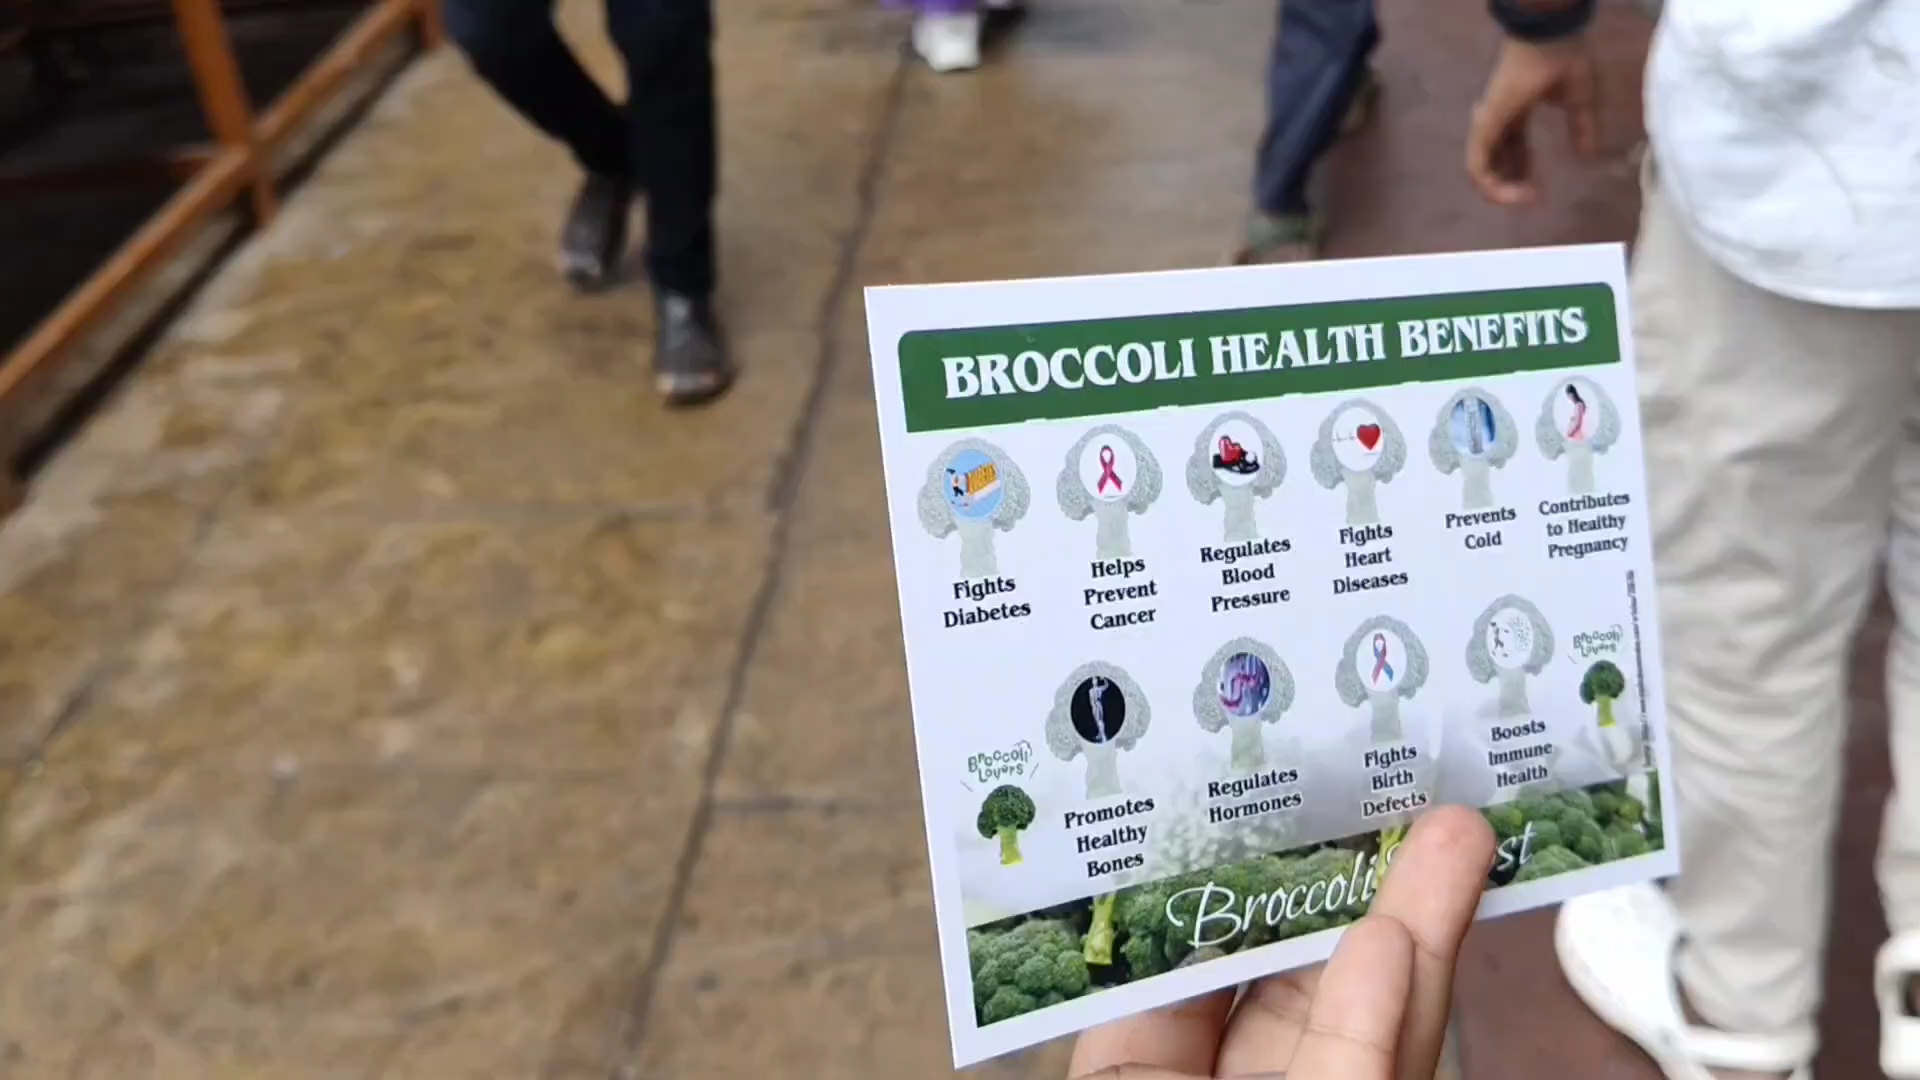 BROCCOLI HEALTH BENEFITS
Fights
Diabetes
Helps
Prevent
Cancer
Regulates
Blood
Pressure
Fights
Heart
Diseases
Prevents
Cold
Contributes
to Healthy
Pregnancy
Broccoli
Lovers
Promotes
Healthy
Bones
Regulates
Hormones
Fights
Birth
Defects
Boosts
Immune
Health
Broccoli
Lovers
Broccoli